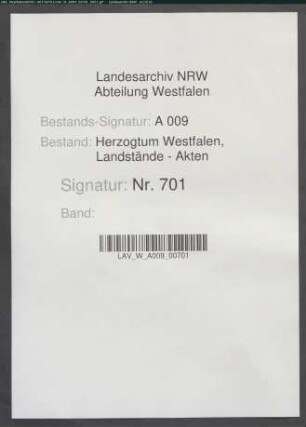 Landesarchiv NRW
Abteilung Westfalen
Bestands-Signatur: A 009
Bestand: Herzogtum Westfalen,
Landstände - Akten
Signatur: Nr. 701
Band:
LAV_W_A009_00701